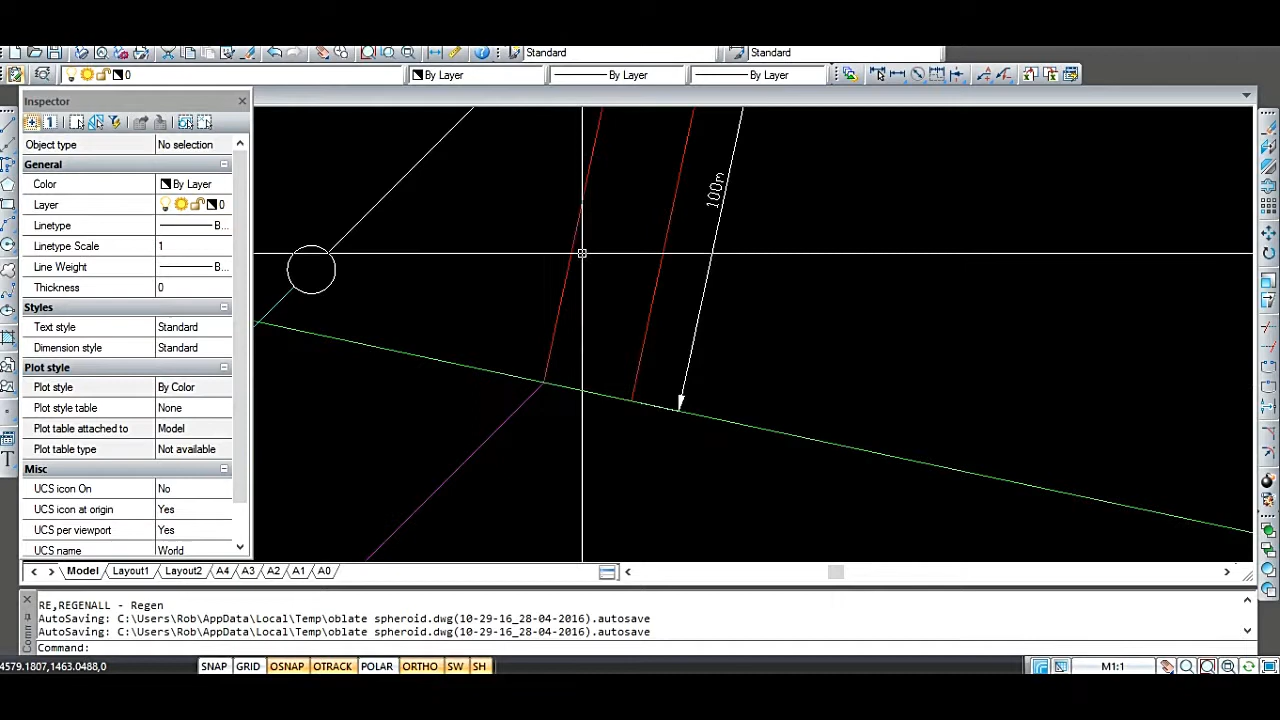 Standard
Standard
0
By Layer
By Layer
By Layer
Inspector
1
Object type No selection
General
Color By Layer
Layer 0
Linetype B...
Linetype Scale 1
Line Weight B...
Thickness 0
Styles
Text style Standard
Dimension style Standard
Plot style
Plot style By Color
Plot style table None
Plot table attached to Model
Plot table type Not available
Misc
UCS icon On No
UCS icon at origin Yes
UCS per viewport Yes
UCS name World
100m
Model Layout1 Layout2 A4 A3 A2 A1 A0
RE,REGENALL - Regen
AutoSaving: C:\Users\Rob\AppData\Local\Temp\oblate spheroid.dwg(10-29-16_28-04-2016).autosave
AutoSaving: C:\Users\Rob\AppData\Local\Temp\oblate spheroid.dwg(10-29-16_28-04-2016).autosave
Command:
4579.1807,1463.0488,0 SNAP GRID OSNAP OTRACK POLAR ORTHO SW SH M1:1